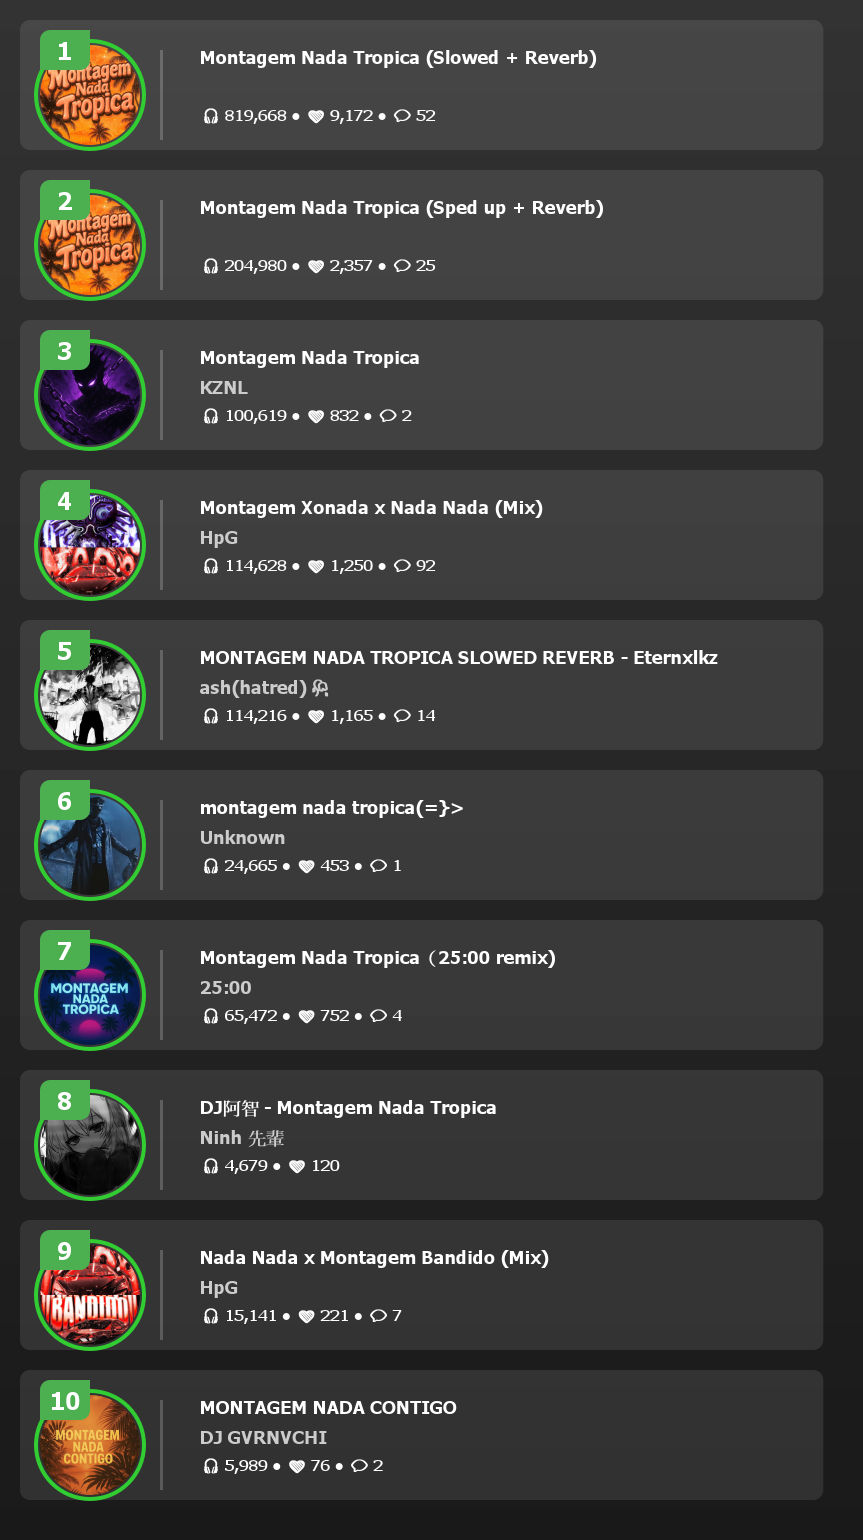 1
Montagem
Nada
Tropica
Montagem Nada Tropica (Slowed + Reverb)
819,668 • 9,172 • 52
2
Montagem
Nada
Tropica
Montagem Nada Tropica (Sped up + Reverb)
204,980 • 2,357 • 25
3
Montagem Nada Tropica
KZNL
100,619 • 832 • 2
4
Montagem Xonada x Nada Nada (Mix)
HpG
114,628 • 1,250 • 92
5
MONTAGEM NADA TROPICA SLOWED REVERB - Eternxlkz
ash(hatred)
114,216 • 1,165 • 14
6
montagem nada tropica(=}>
Unknown
24,665 • 453 • 1
7
MONTAGEM
NADA
TROPICA
Montagem Nada Tropica（25:00 remix)
25:00
65,472 • 752 • 4
8
DJ阿智 - Montagem Nada Tropica
Ninh 先輩
4,679 • 120
9
BANDIDO
Nada Nada x Montagem Bandido (Mix)
HpG
15,141 • 221 • 7
10
MONTAGEM
NADA
CONTIGO
MONTAGEM NADA CONTIGO
DJ GVRNVCHI
5,989 • 76 • 2